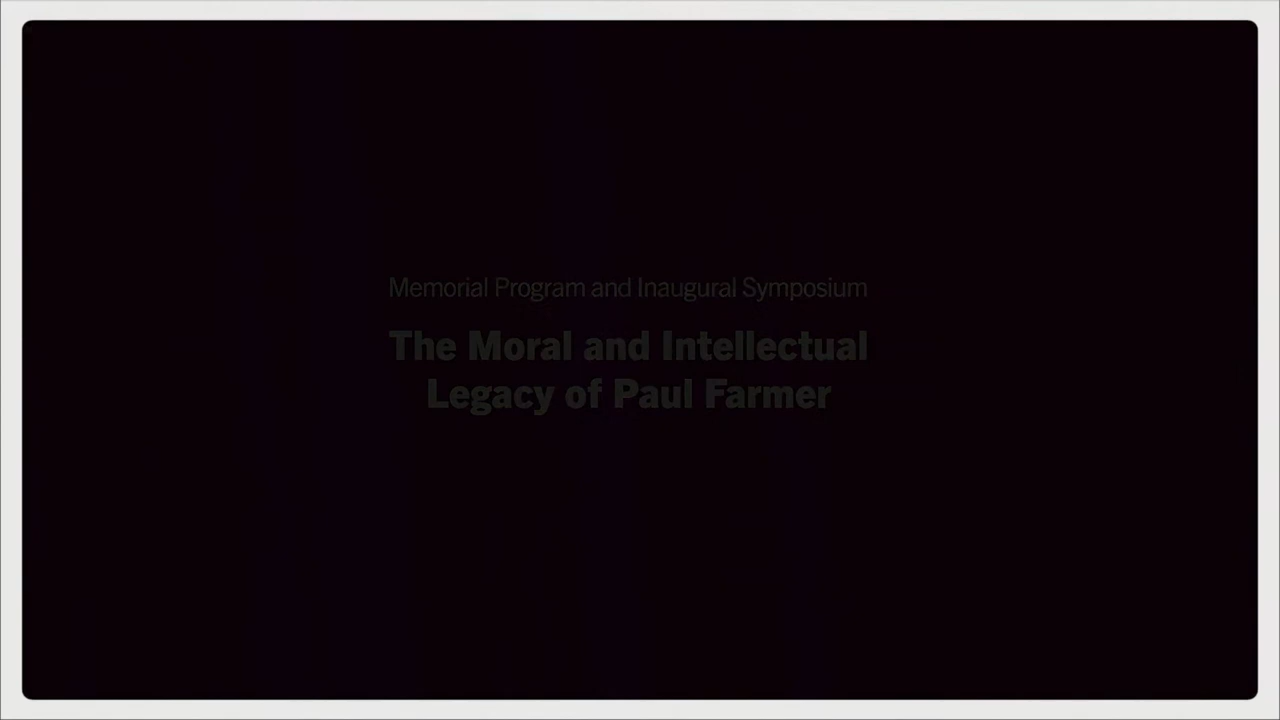 Memorial Program and Inaugural Symposium
The Moral and Intellectual
Legacy of Paul Farmer